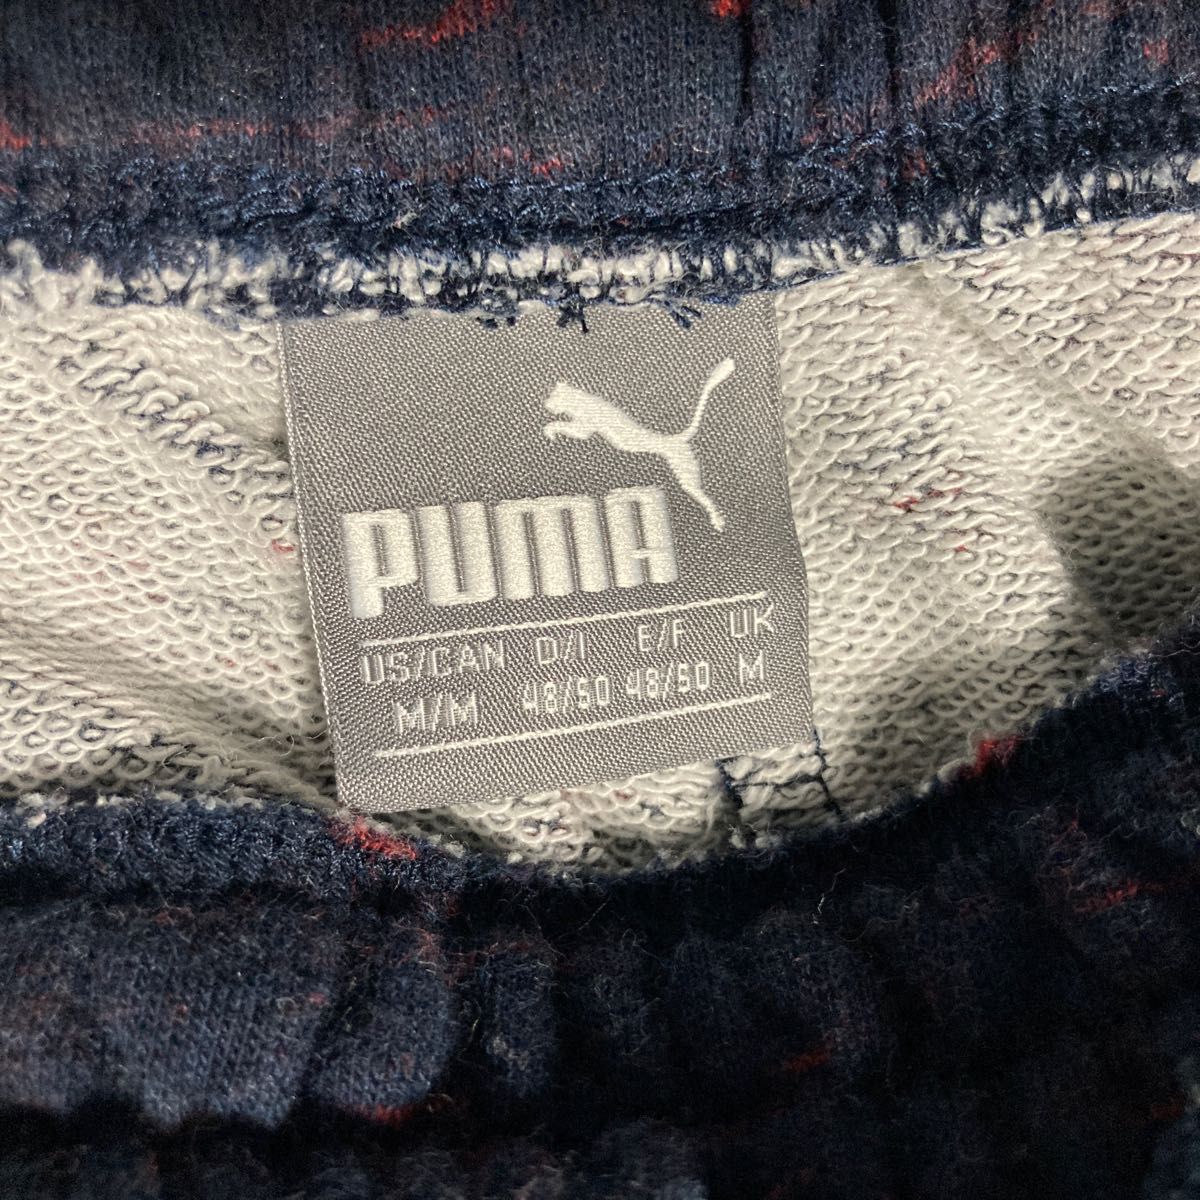 PUMA
US/CAN D/I E/F UK
M/M 48/50 48/50 M